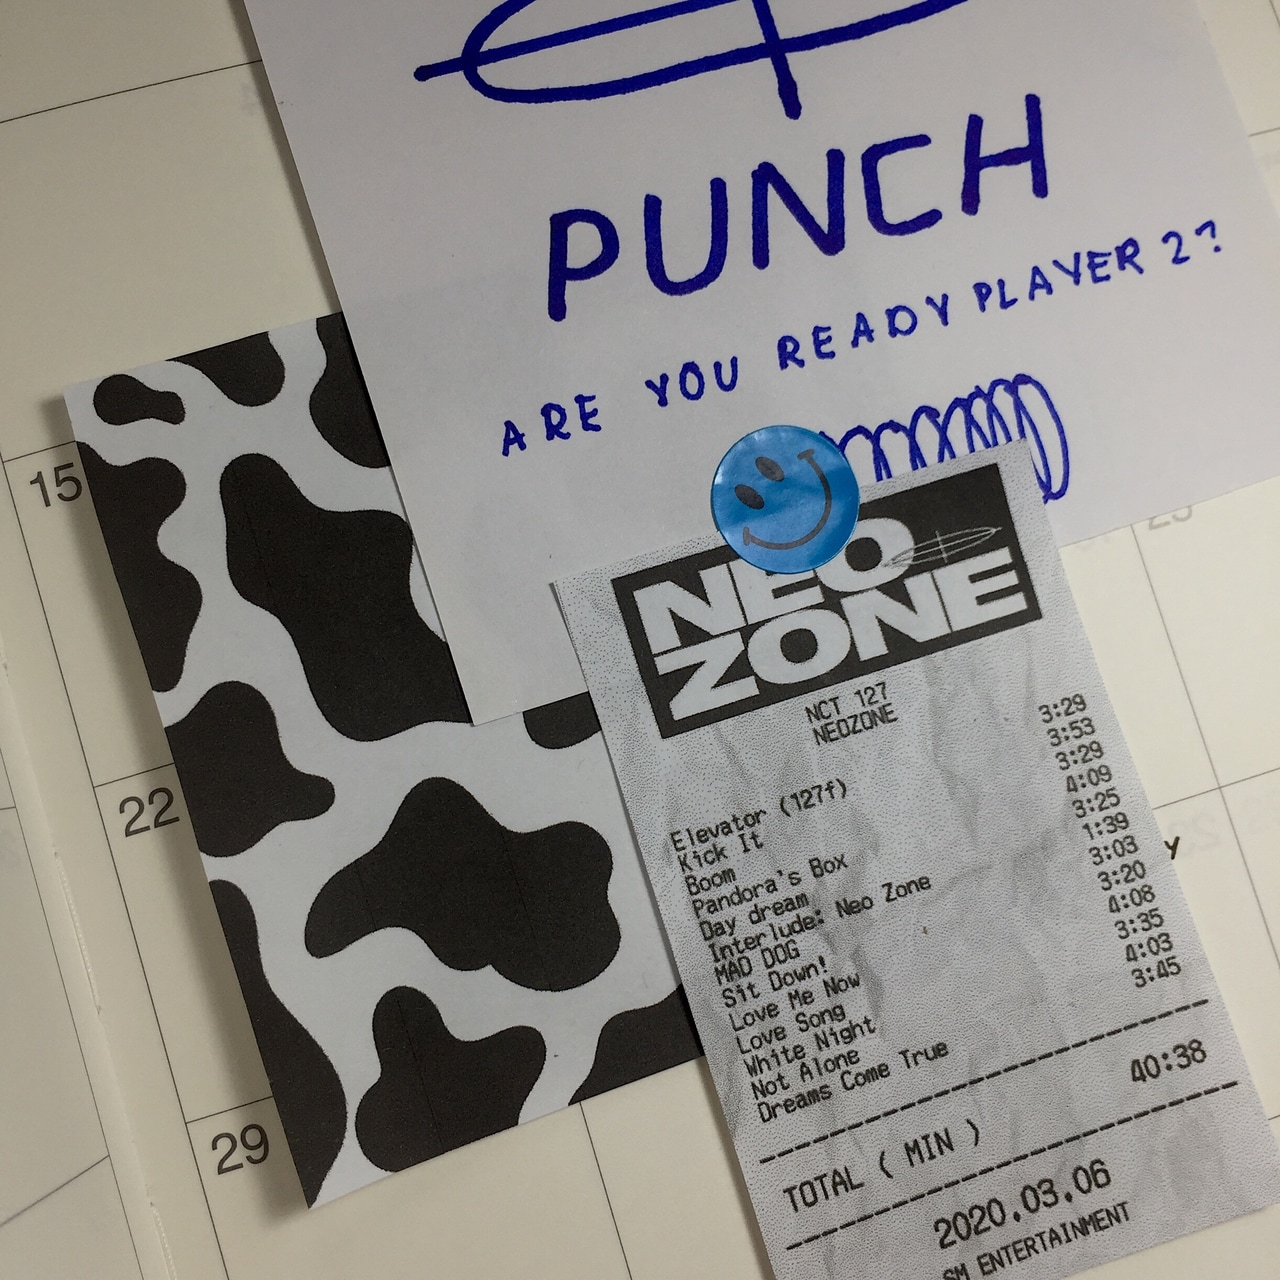 PUNCH
ARE YOU READY PLAYER 2?
15
22
29
NEO
ZONE
NCT 127
NEOZONE
Elevator (127f)
Kick It
Boom
Pandora's Box
Day dream
Interlude: Neo Zone
MAD DOG
Sit Down!
Love Me Now
Love Song
White Night
Not Alone
Dreams Come True
3:29
3:53
3:29
4:09
3:25
1:39
3:03
3:20
4:08
3:35
4:03
3:45
TOTAL ( MIN ) 40:38
2020.03.06
SM ENTERTAINMENT